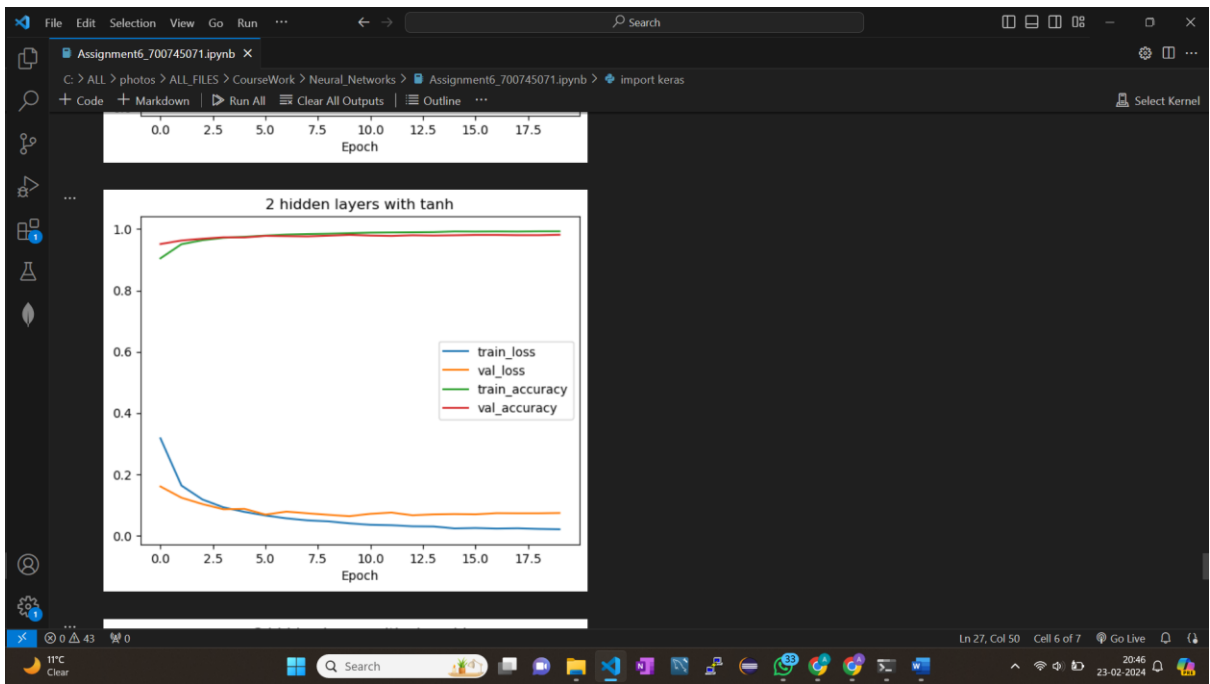 File Edit Selection View Go Run ··· Search
Assignment6_700745071.ipynb
C: > ALL > photos > ALL_FILES > CourseWork > Neural_Networks > Assignment6_700745071.ipynb > import keras
+ Code + Markdown | Run All Clear All Outputs | Outline ··· Select Kernel
0.0 2.5 5.0 7.5 10.0 12.5 15.0 17.5
Epoch
2 hidden layers with tanh
1.0
0.8
0.6
0.4
0.2
0.0
train_loss
val_loss
train_accuracy
val_accuracy
0.0 2.5 5.0 7.5 10.0 12.5 15.0 17.5
Epoch
0 43 0 Ln 27, Col 50 Cell 6 of 7 Go Live
11°C
Clear
Search
33
20:46
23-02-2024